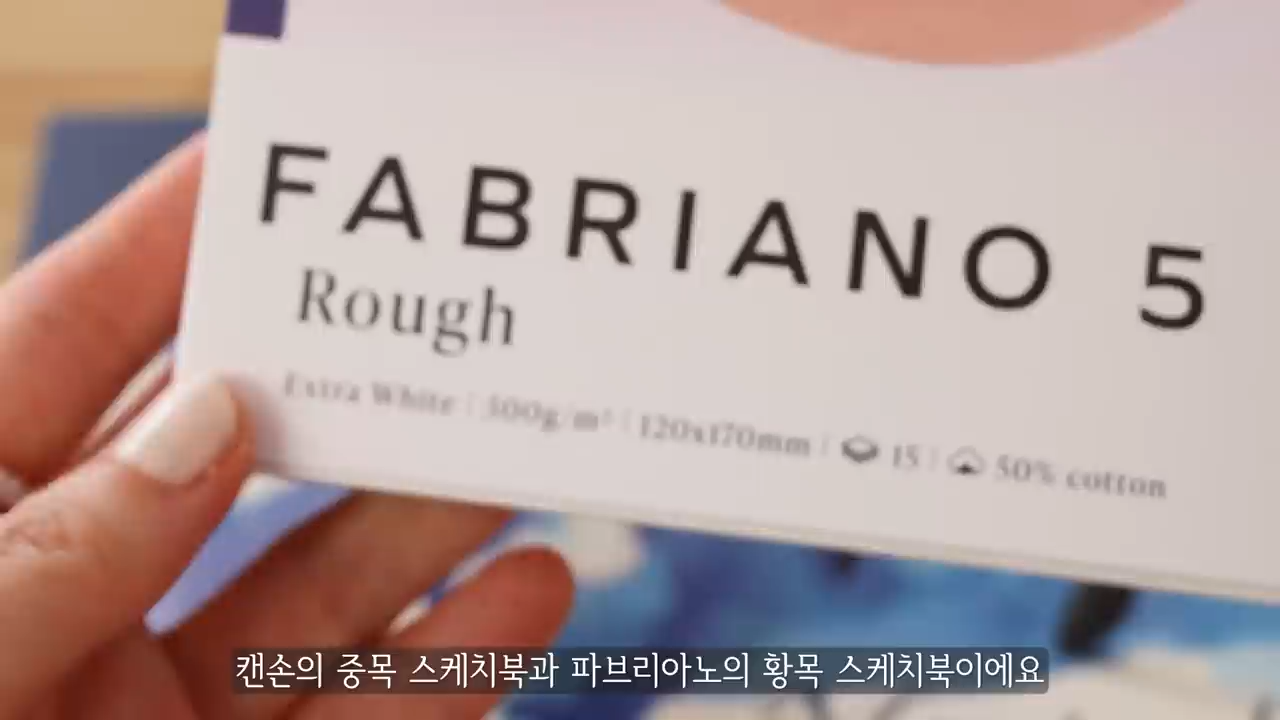 FABRIANO 5
Rough
Extra White | 300g/m² | 120x170mm | 15 | 50% cotton
캔손의 중목 스케치북과 파브리아노의 황목 스케치북이에요